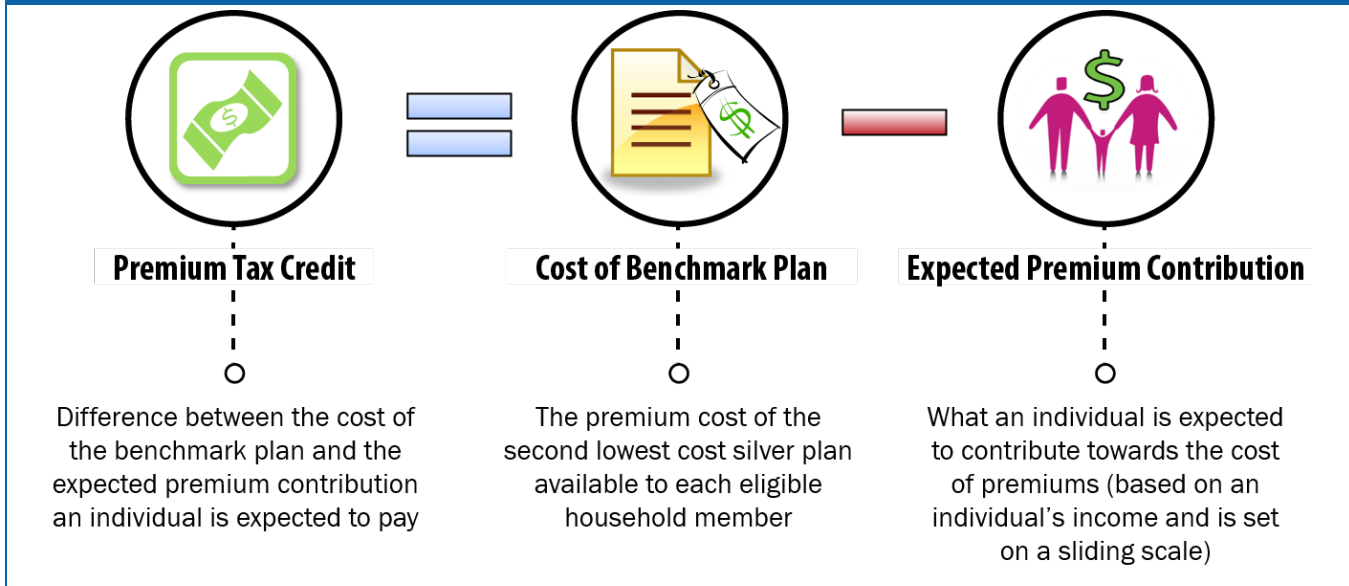 $
$
$
Premium Tax Credit
Cost of Benchmark Plan
Expected Premium Contribution
Difference between the cost of
the benchmark plan and the
expected premium contribution
an individual is expected to pay
The premium cost of the
second lowest cost silver plan
available to each eligible
household member
What an individual is expected
to contribute towards the cost
of premiums (based on an
individual’s income and is set
on a sliding scale)